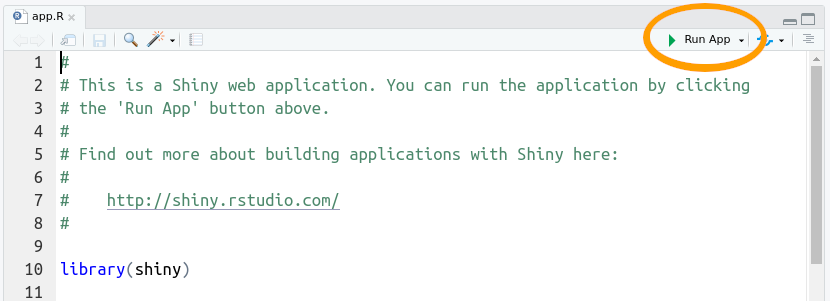 app.R
Run App
1 #
2 # This is a Shiny web application. You can run the application by clicking
3 # the 'Run App' button above.
4 #
5 # Find out more about building applications with Shiny here:
6 #
7 #    http://shiny.rstudio.com/
8 #
9
10 library(shiny)
11